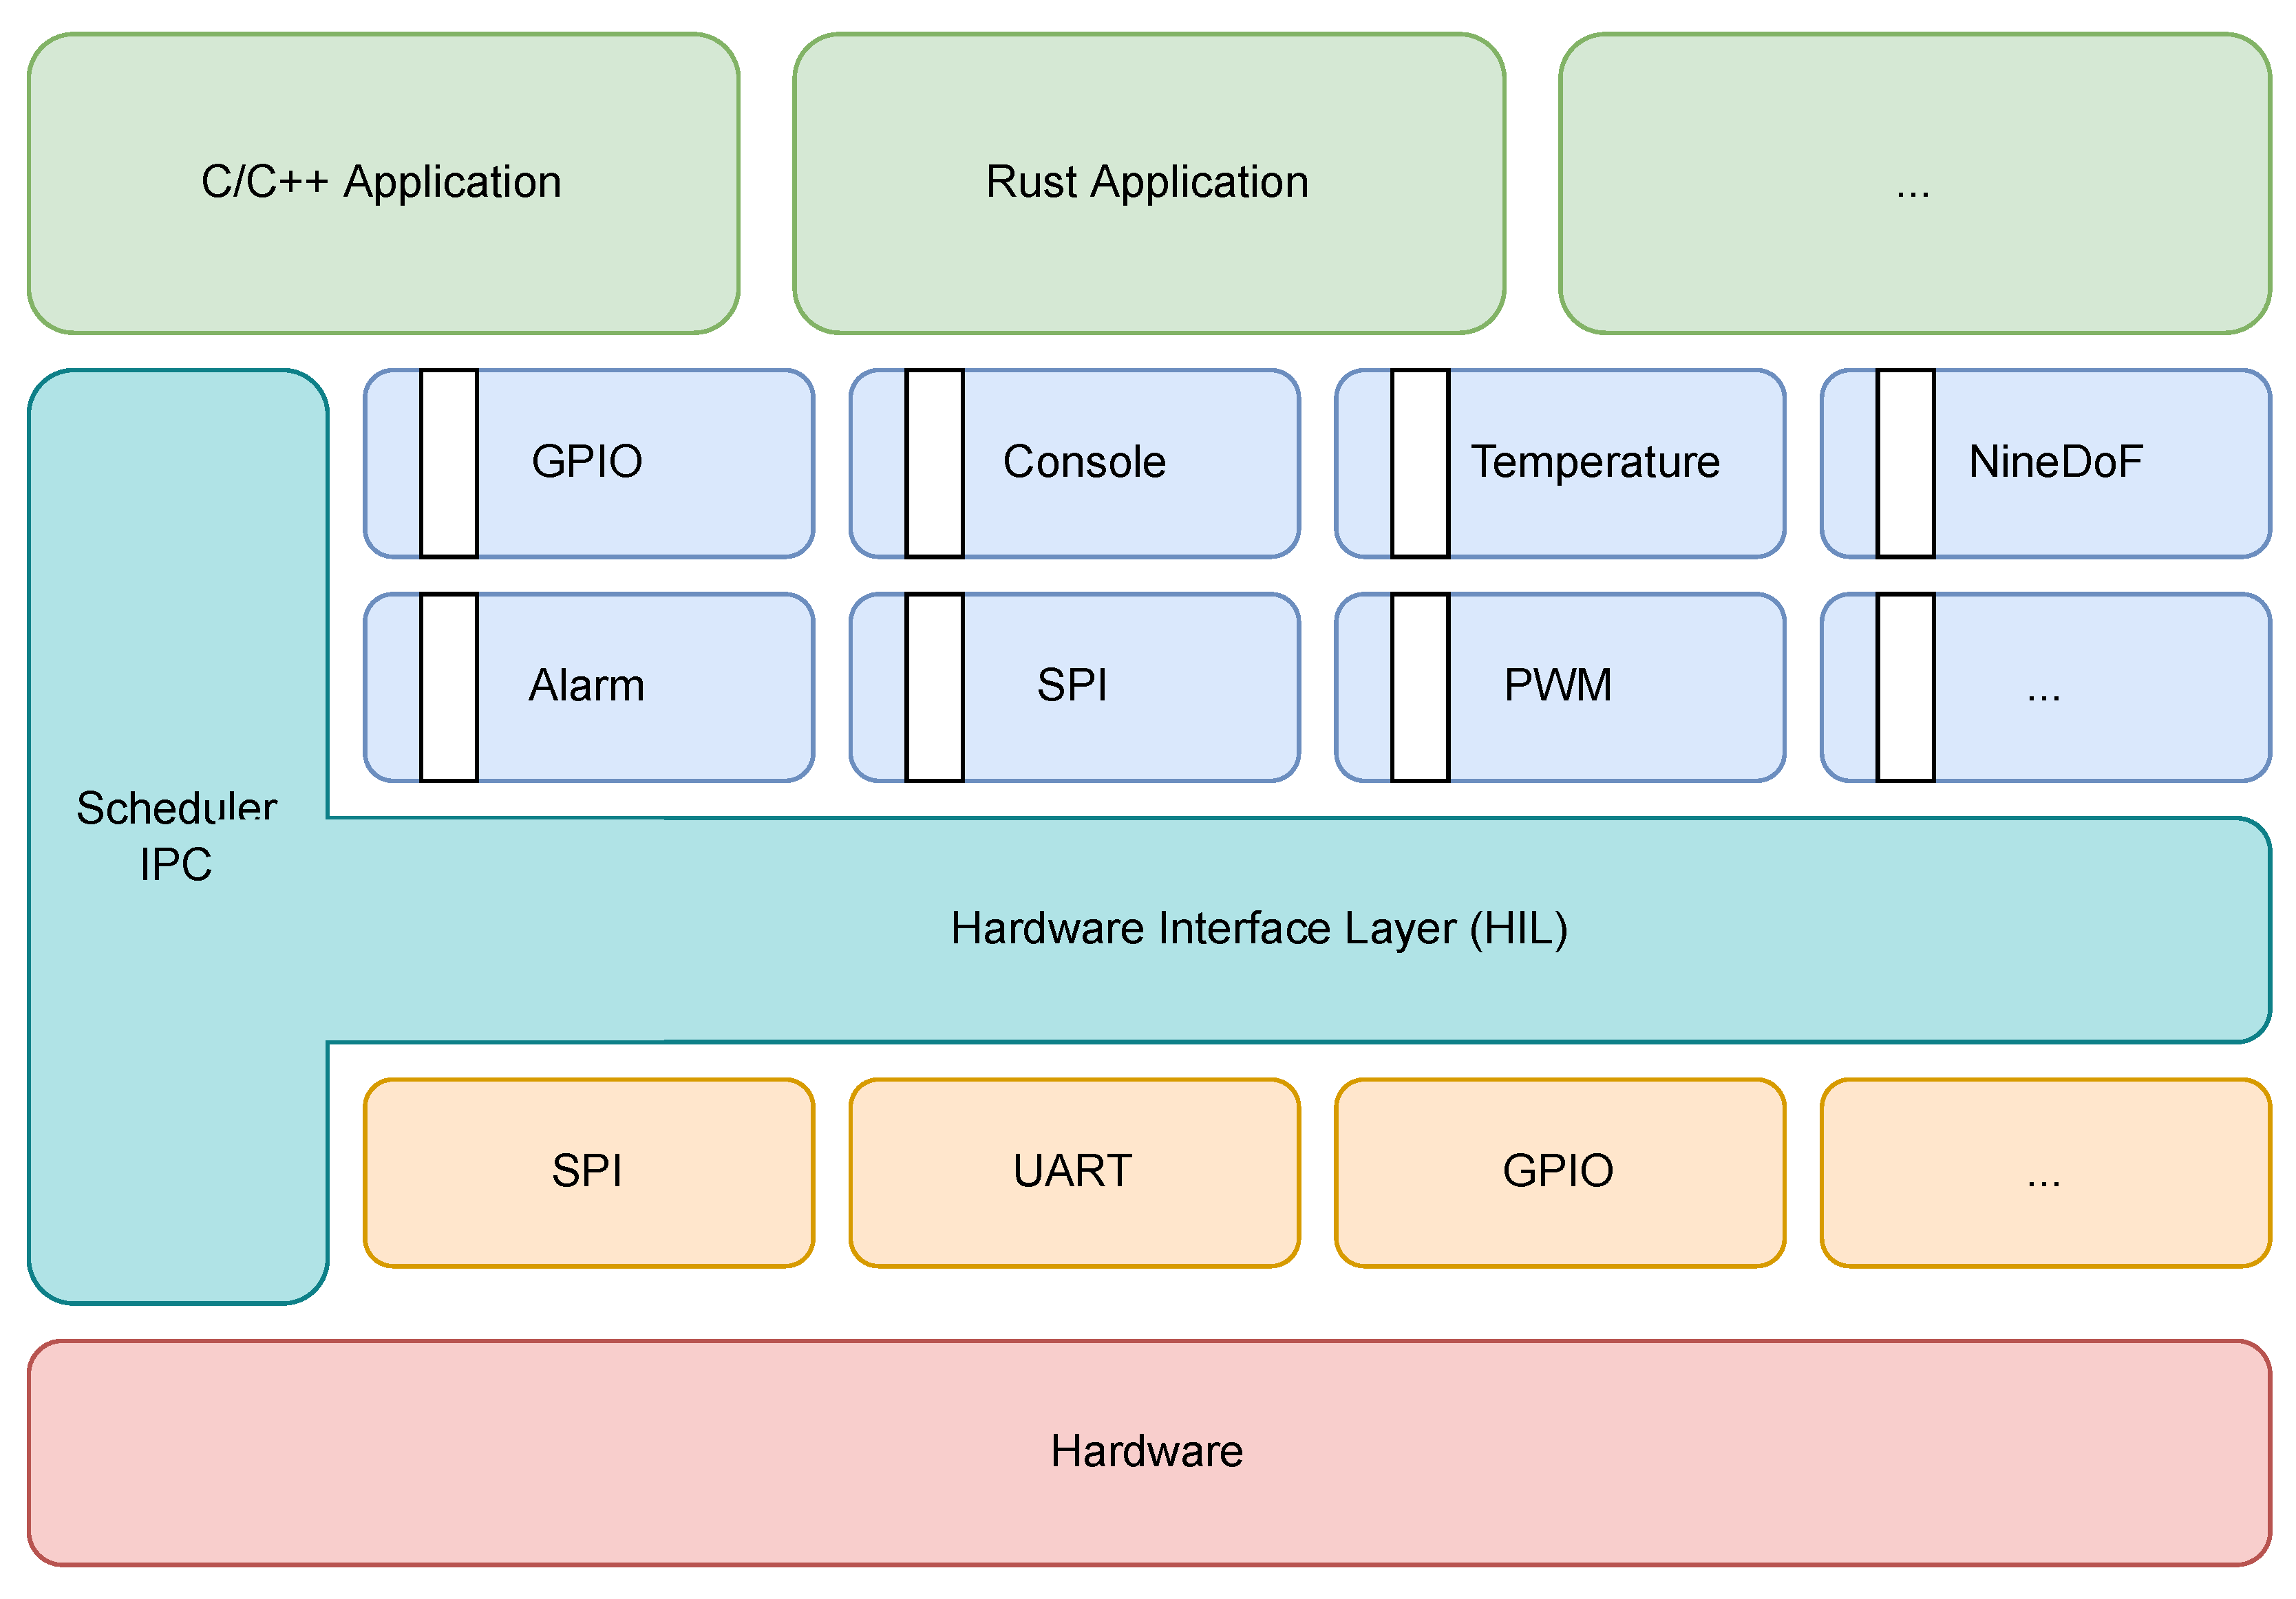 C/C++ Application
Rust Application
...
GPIO
Console
Temperature
NineDoF
Alarm
SPI
PWM
...
Scheduler
IPC
Hardware Interface Layer (HIL)
SPI
UART
GPIO
...
Hardware